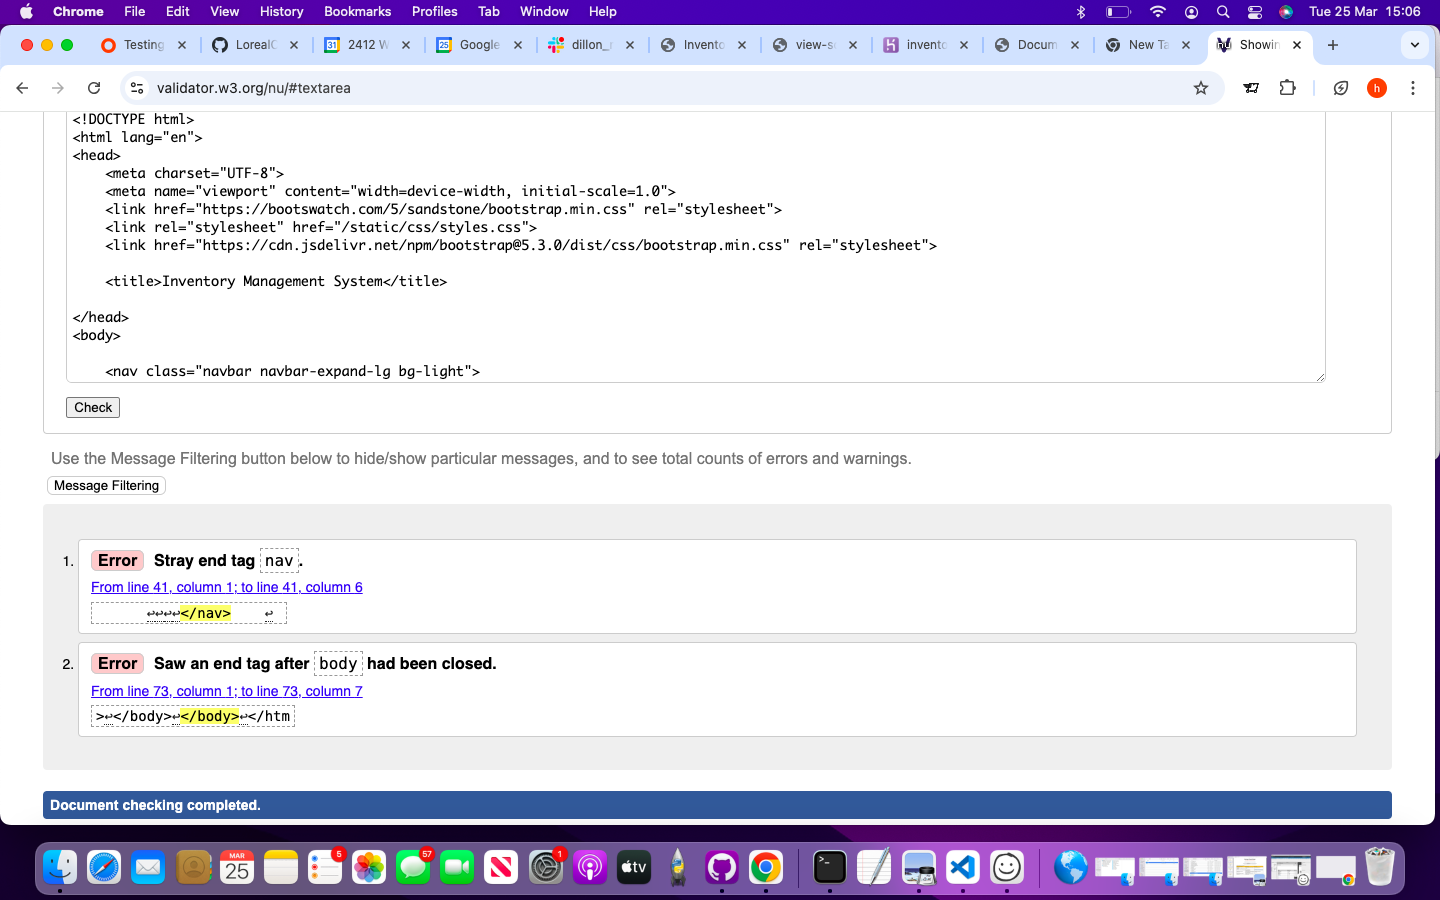 Chrome File Edit View History Bookmarks Profiles Tab Window Help Tue 25 Mar 15:06
Testing LorealC 2412 W Google dillon_ Invento view-s invento Docum New Ta Showin
validator.w3.org/nu/#textarea h
<!DOCTYPE html>
<html lang="en">
<head>
<meta charset="UTF-8">
<meta name="viewport" content="width=device-width, initial-scale=1.0">
<link href="https://bootswatch.com/5/sandstone/bootstrap.min.css" rel="stylesheet">
<link rel="stylesheet" href="/static/css/styles.css">
<link href="https://cdn.jsdelivr.net/npm/bootstrap@5.3.0/dist/css/bootstrap.min.css" rel="stylesheet">
<title>Inventory Management System</title>
</head>
<body>
<nav class="navbar navbar-expand-lg bg-light">
Check
Use the Message Filtering button below to hide/show particular messages, and to see total counts of errors and warnings.
Message Filtering
1. Error Stray end tag nav.
From line 41, column 1; to line 41, column 6
↩↩↩↩</nav> ↩
2. Error Saw an end tag after body had been closed.
From line 73, column 1; to line 73, column 7
>↩</body>↩</body>↩</htm
Document checking completed.
MAR 25 5 57 1 tv